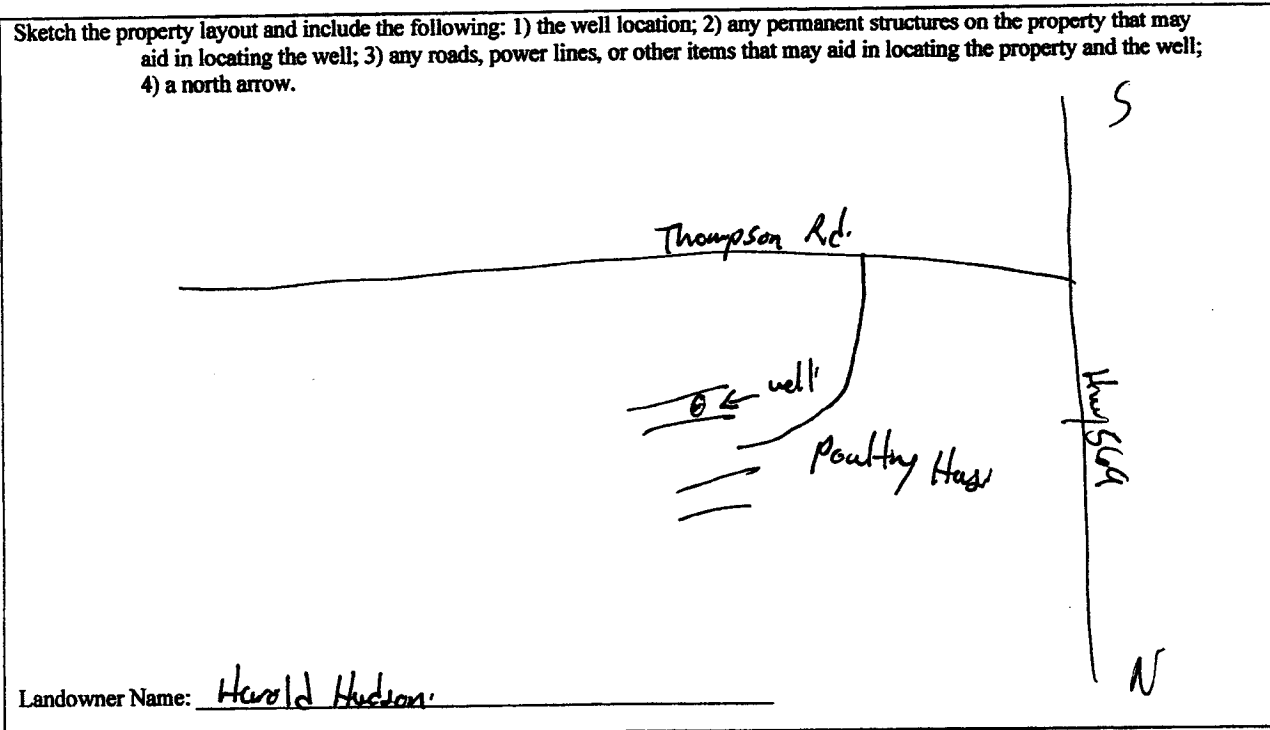 Sketch the property layout and include the following: 1) the well location; 2) any permanent structures on the property that may
aid in locating the well; 3) any roads, power lines, or other items that may aid in locating the property and the well;
4) a north arrow.
S
Thompson Rd.
well
Hwy 569
Poultry
N
Landowner Name: Harold Hudson